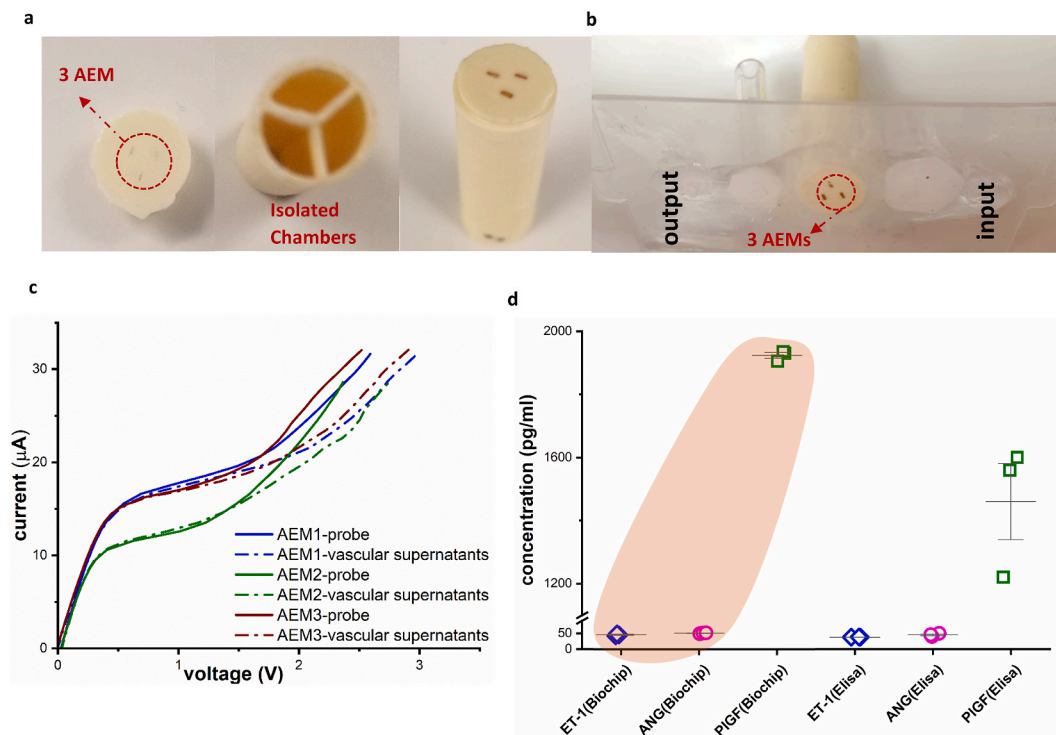 a
3 AEM
Isolated
Chambers
b
output
3 AEMs
input
c
current (μA)
30
20
10
0
0
1
2
3
voltage (V)
AEM1-probe
AEM1-vascular supernatants
AEM2-probe
AEM2-vascular supernatants
AEM3-probe
AEM3-vascular supernatants
d
concentration (pg/ml)
2000
1600
1200
50
0
ET-1(Biochip)
ANG(Biochip)
PlGF(Biochip)
ET-1(Elisa)
ANG(Elisa)
PlGF(Elisa)